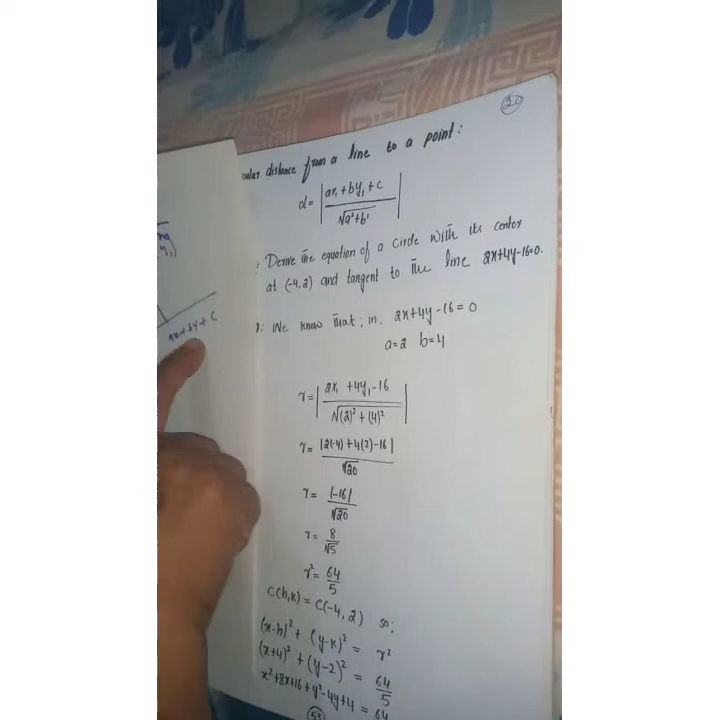 20
distance from a line to a point:
d = |ax₁ + by₁ + c / √a²+b²|
: Derive the equation of a circle with its center
at (-4,2) and tangent to the line 2x+4y-16=0.
: We know that; in, 2x+4y-16=0
a=2 b=4
r = |2x₁ +4y₁-16 / √(2)²+(4)²|
r = |2(-4)+4(2)-16| / √20
r = |-16| / √20
r = 8/√5
r² = 64/5
C(h,k) = C(-4,2) so;
(x-h)² + (y-k)² = r²
(x+4)² + (y-2)² = 64/5
x²+8x+16+y²-4y+4 = 64
ax+by+c